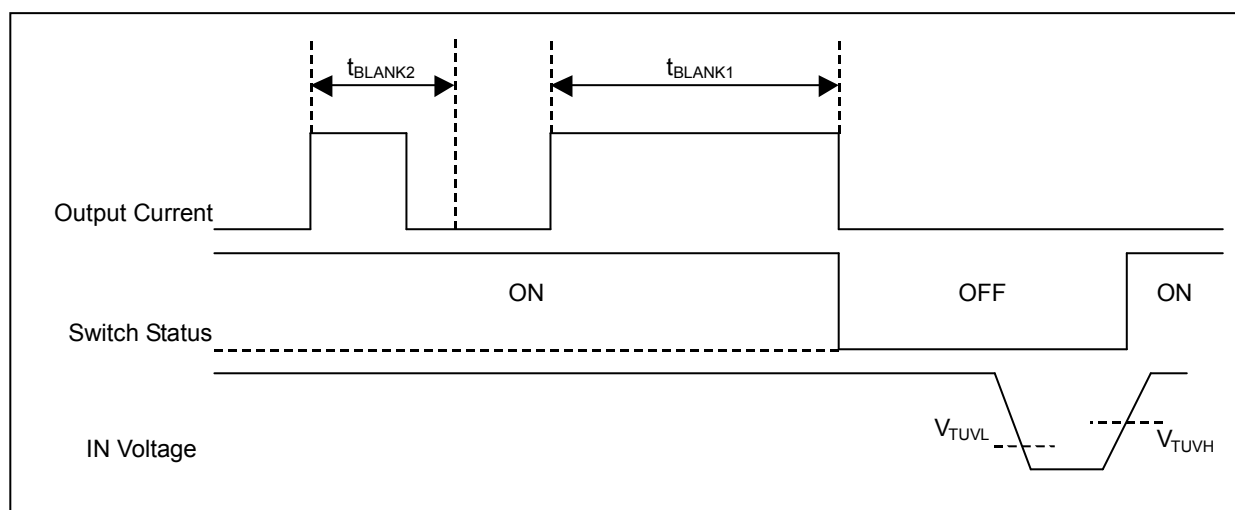 tBLANK2
tBLANK1
Output Current
ON
OFF
ON
Switch Status
VTUVL
VTUVH
IN Voltage